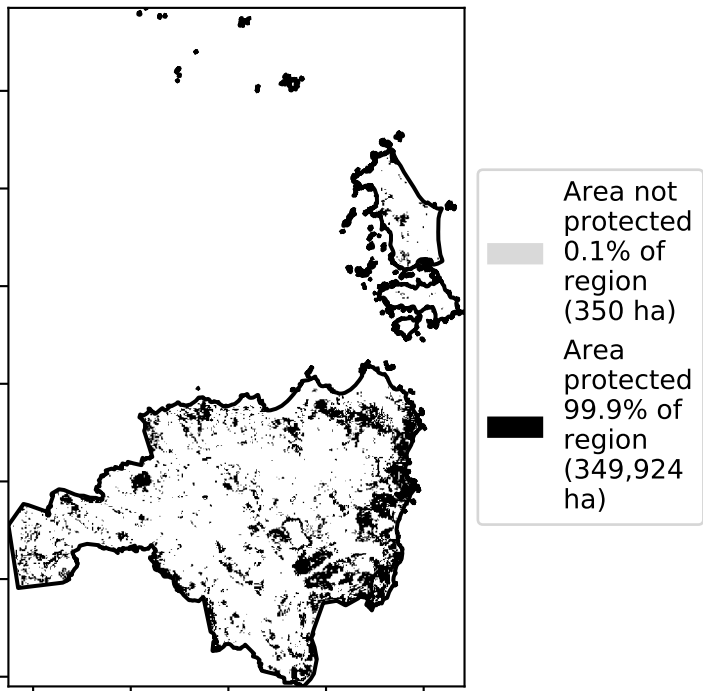 Area not
protected
0.1% of
region
(350 ha)
Area
protected
99.9% of
region
(349,924
ha)